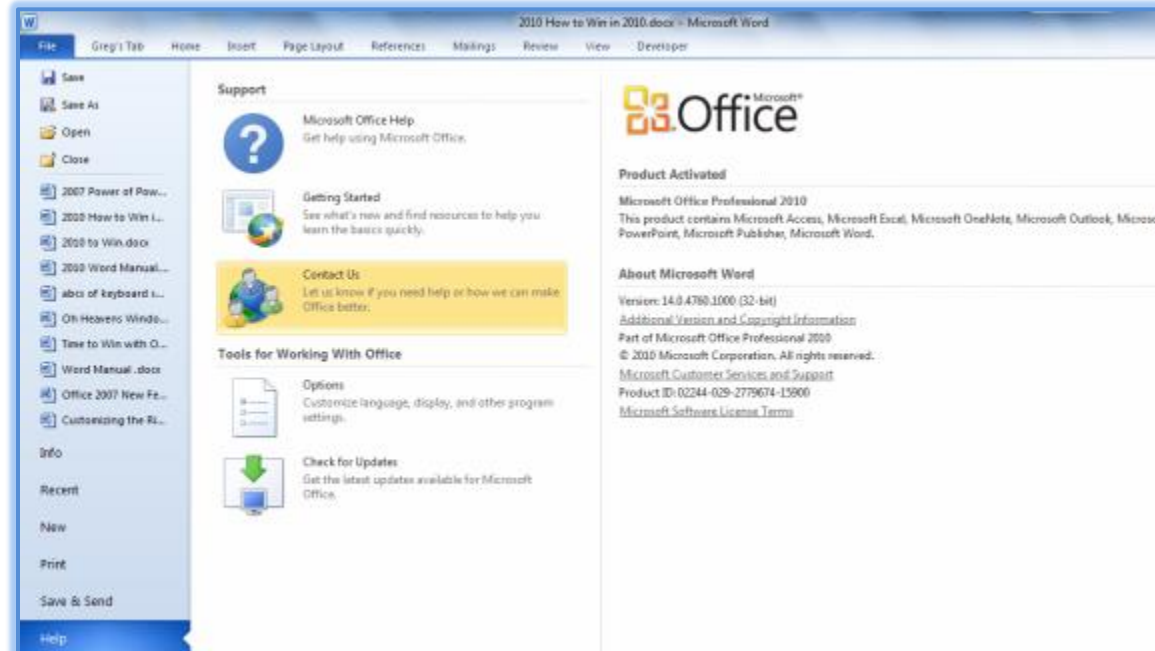 2010 How to Win in 2010.docx - Microsoft Word
File Greg's Tab Home Insert Page Layout References Mailings Review View Developer
Save
Save As
Open
Close
2007 Power of Pow...
2010 How to Win i...
2010 to Win.docx
2010 Word Manual....
abcs of keyboard s...
Oh Heavens Windo...
Time to Win with O...
Word Manual .docx
Office 2007 New Fe...
Customizing the Ri...
Info
Recent
New
Print
Save & Send
Help
Support
Microsoft Office Help
Get help using Microsoft Office.
Getting Started
See what's new and find resources to help you
learn the basics quickly.
Contact Us
Let us know if you need help or how we can make
Office better.
Tools for Working With Office
Options
Customize language, display, and other program
settings.
Check for Updates
Get the latest updates available for Microsoft
Office.
Microsoft®
Office
Product Activated
Microsoft Office Professional 2010
This product contains Microsoft Access, Microsoft Excel, Microsoft OneNote, Microsoft Outlook, Microso
PowerPoint, Microsoft Publisher, Microsoft Word.
About Microsoft Word
Version: 14.0.4760.1000 (32-bit)
Additional Version and Copyright Information
Part of Microsoft Office Professional 2010
© 2010 Microsoft Corporation. All rights reserved.
Microsoft Customer Services and Support
Product ID: 02244-029-2779674-15900
Microsoft Software License Terms